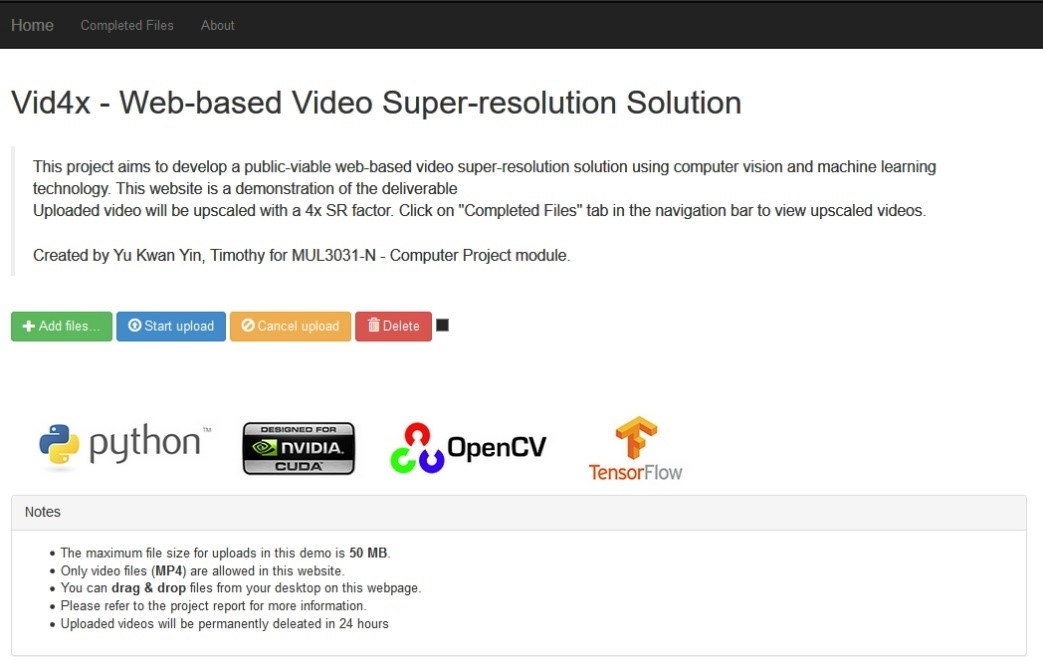 Home Completed Files About
Vid4x - Web-based Video Super-resolution Solution
This project aims to develop a public-viable web-based video super-resolution solution using computer vision and machine learning
technology. This website is a demonstration of the deliverable
Uploaded video will be upscaled with a 4x SR factor. Click on "Completed Files" tab in the navigation bar to view upscaled videos.
Created by Yu Kwan Yin, Timothy for MUL3031-N - Computer Project module.
Add files... Start upload Cancel upload Delete
python™
DESIGNED FOR
NVIDIA.
CUDA™
OpenCV
TensorFlow
Notes
The maximum file size for uploads in this demo is 50 MB.
Only video files (MP4) are allowed in this website.
You can drag & drop files from your desktop on this webpage.
Please refer to the project report for more information.
Uploaded videos will be permanently deleated in 24 hours